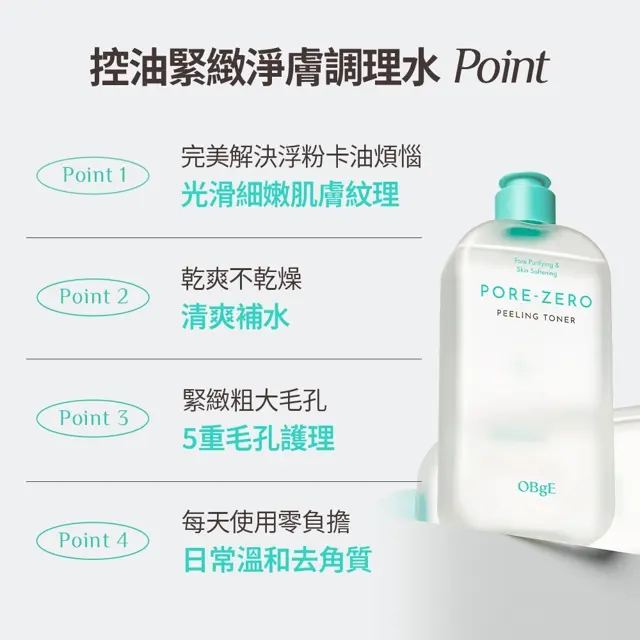 控油緊緻淨膚調理水 Point
Point 1
完美解決浮粉卡油煩惱
光滑細嫩肌膚紋理
Point 2
乾爽不乾燥
清爽補水
Point 3
緊緻粗大毛孔
5重毛孔護理
Point 4
每天使用零負擔
日常溫和去角質
Pore Purifying &
Skin Softening
PORE-ZERO
PEELING TONER
OBgE